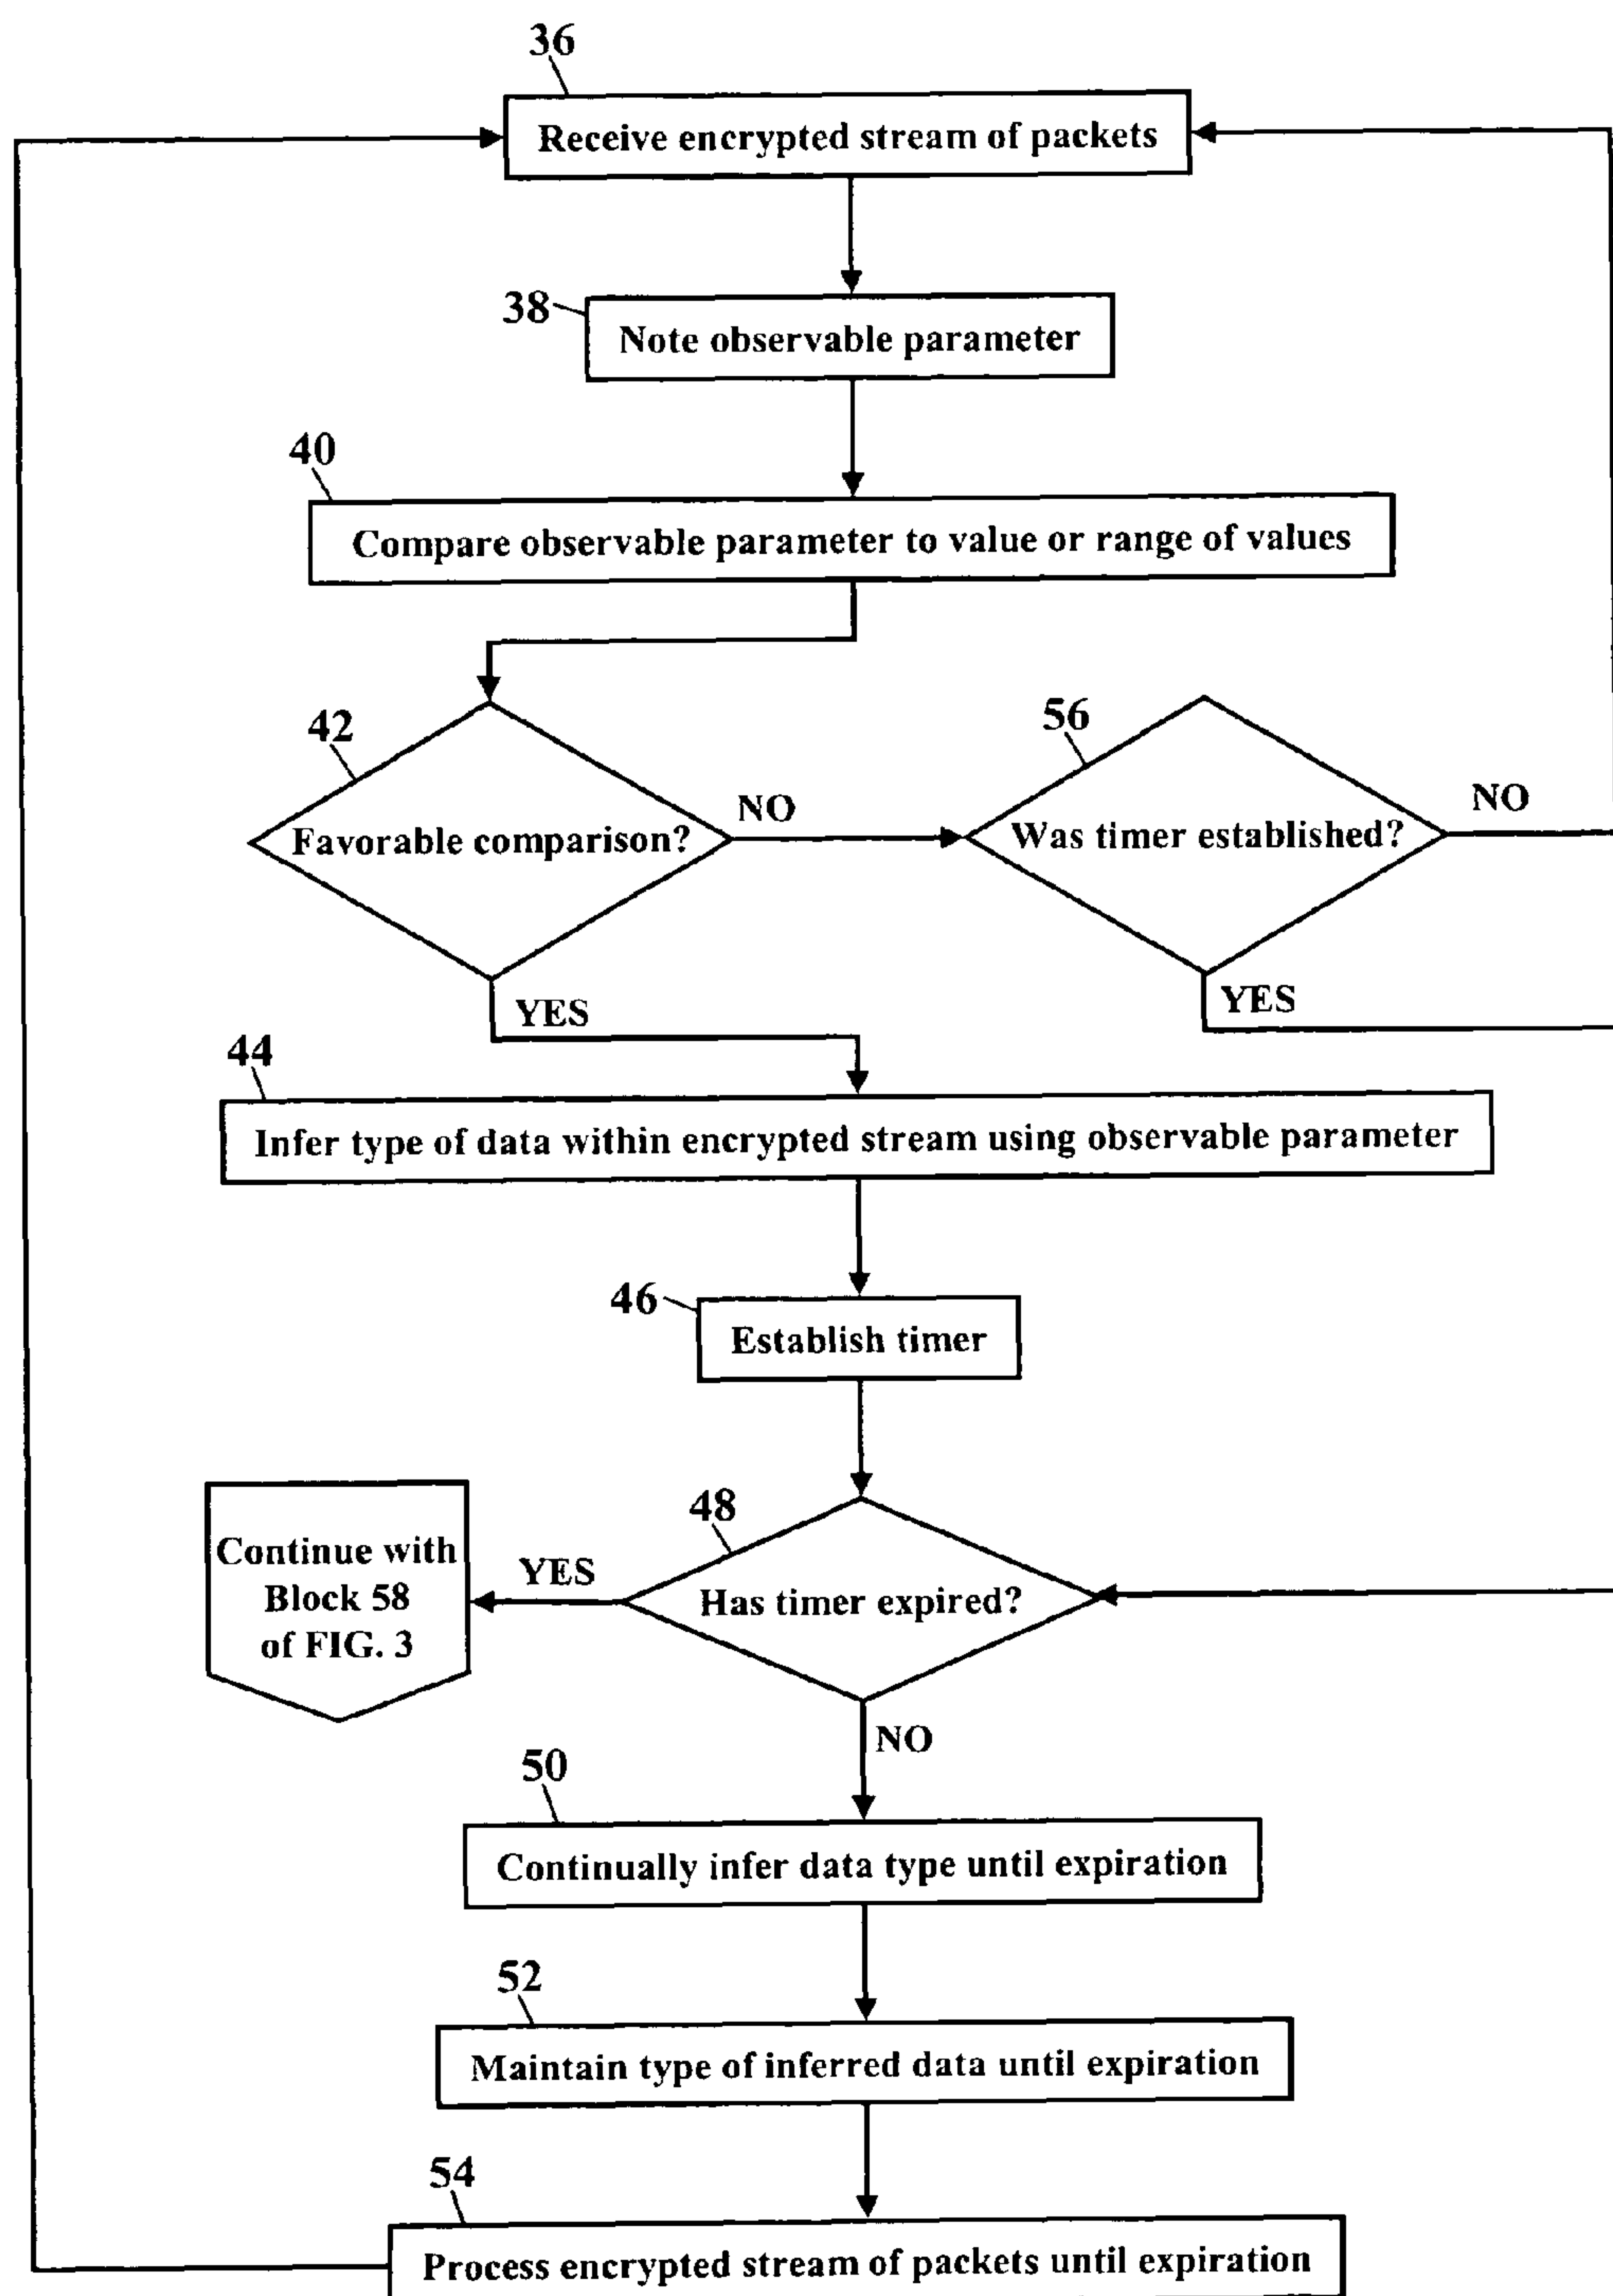 36
Receive encrypted stream of packets
38
Note observable parameter
40
Compare observable parameter to value or range of values
42
Favorable comparison?
NO
56
Was timer established?
NO
YES
YES
44
Infer type of data within encrypted stream using observable parameter
46
Establish timer
48
Has timer expired?
YES
Continue with
Block 58
of FIG. 3
NO
50
Continually infer data type until expiration
52
Maintain type of inferred data until expiration
54
Process encrypted stream of packets until expiration